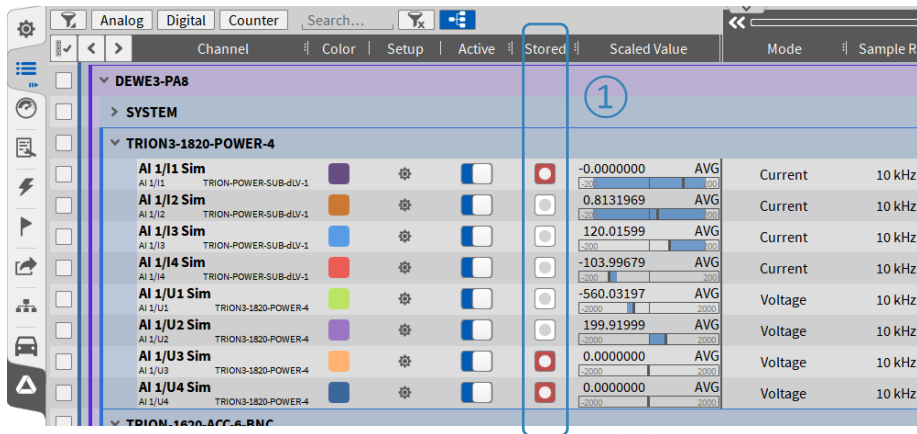 Analog Digital Counter Search...
Channel Color Setup Active Stored Scaled Value Mode Sample R
DEWE3-PA8
1
SYSTEM
TRION3-1820-POWER-4
AI 1/I1 Sim -0.0000000 AVG Current 10 kHz
AI 1/I1 TRION-POWER-SUB-dLV-1 -200 200
AI 1/I2 Sim 0.8131969 AVG Current 10 kHz
AI 1/I2 TRION-POWER-SUB-dLV-1 -200 200
AI 1/I3 Sim 120.01599 AVG Current 10 kHz
AI 1/I3 TRION-POWER-SUB-dLV-1 -200 200
AI 1/I4 Sim -103.99679 AVG Current 10 kHz
AI 1/I4 TRION-POWER-SUB-dLV-1 -200 200
AI 1/U1 Sim -560.03197 AVG Voltage 10 kHz
AI 1/U1 TRION3-1820-POWER-4 -2000 2000
AI 1/U2 Sim 199.91999 AVG Voltage 10 kHz
AI 1/U2 TRION3-1820-POWER-4 -2000 2000
AI 1/U3 Sim 0.0000000 AVG Voltage 10 kHz
AI 1/U3 TRION3-1820-POWER-4 -2000 2000
AI 1/U4 Sim 0.0000000 AVG Voltage 10 kHz
AI 1/U4 TRION3-1820-POWER-4 -2000 2000
TRION-1620-ACC-6-BNC